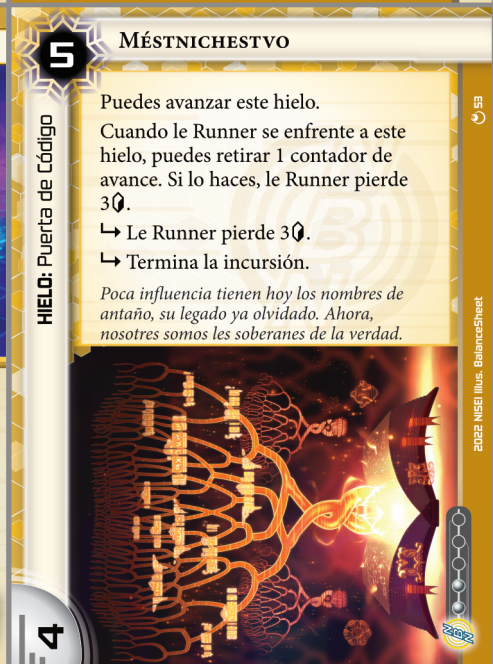 5
Méstnichestvo
HIELO: Puerta de Código
Puedes avanzar este hielo.
Cuando le Runner se enfrente a este
hielo, puedes retirar 1 contador de
avance. Si lo haces, le Runner pierde
3.
↳ Le Runner pierde 3.
↳ Termina la incursión.
Poca influencia tienen hoy los nombres de
antaño, su legado ya olvidado. Ahora,
nosotres somos les soberanes de la verdad.
4
53
2022 NISEI Illus. BalanceSheet